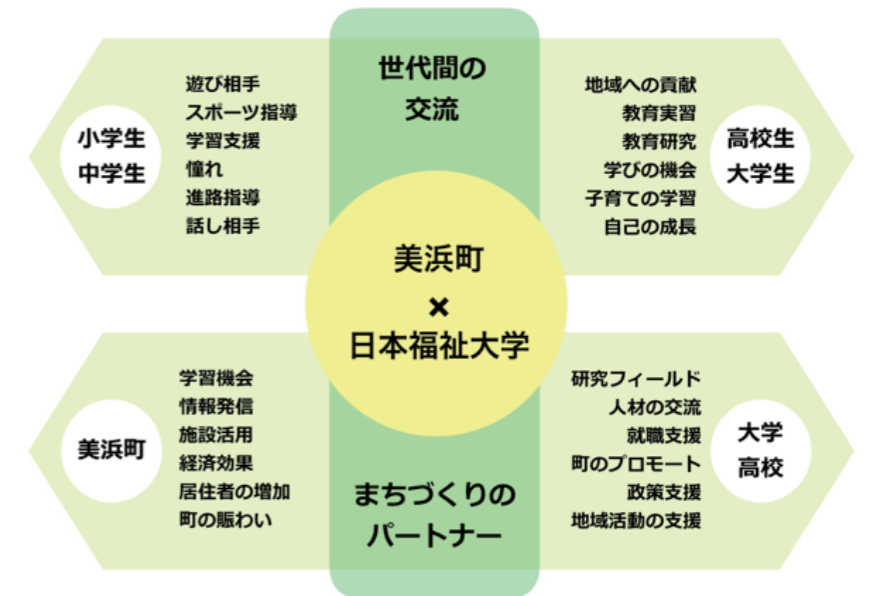 世代間の
交流
小学生
中学生
遊び相手
スポーツ指導
学習支援
憧れ
進路指導
話し相手
地域への貢献
教育実習
教育研究
学びの機会
子育ての学習
自己の成長
高校生
大学生
美浜町
×
日本福祉大学
美浜町
学習機会
情報発信
施設活用
経済効果
居住者の増加
町の賑わい
研究フィールド
人材の交流
就職支援
町のプロモート
政策支援
地域活動の支援
大学
高校
まちづくりの
パートナー